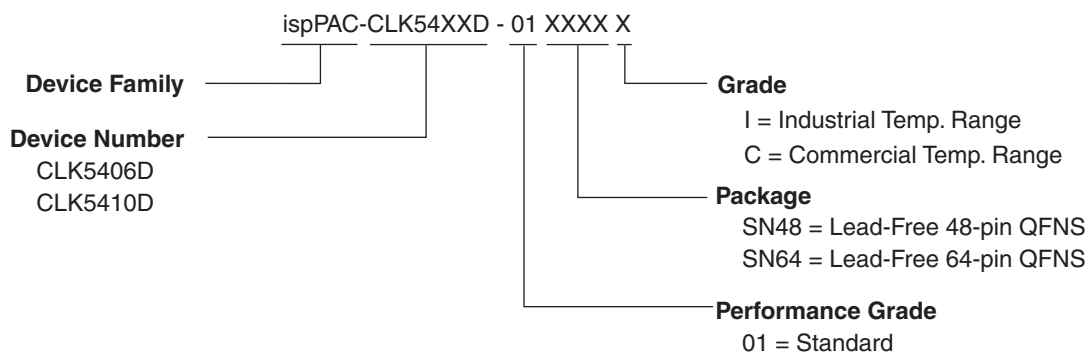 ispPAC-CLK54XXD - 01 XXXX X
Device Family
Device Number
CLK5406D
CLK5410D
Grade
I = Industrial Temp. Range
C = Commercial Temp. Range
Package
SN48 = Lead-Free 48-pin QFNS
SN64 = Lead-Free 64-pin QFNS
Performance Grade
01 = Standard